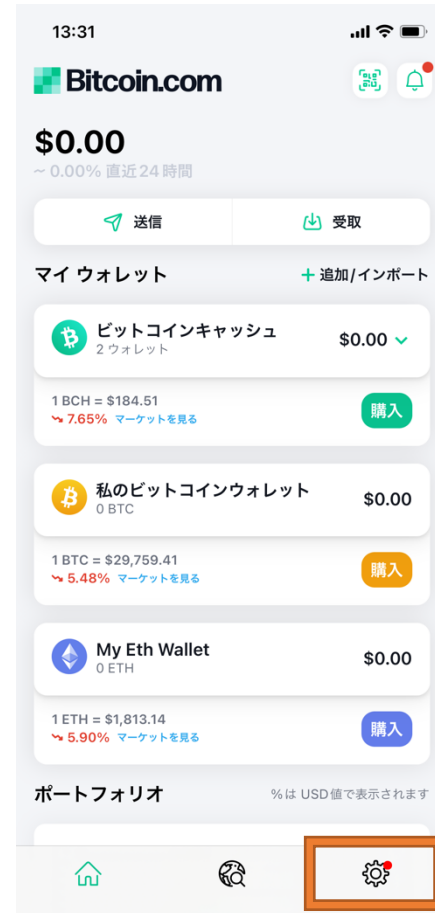 13:31
Bitcoin.com
$0.00
~ 0.00% 直近24時間
送信 受取
マイ ウォレット + 追加/インポート
ビットコインキャッシュ
2 ウォレット
$0.00
1 BCH = $184.51
7.65% マーケットを見る
購入
私のビットコインウォレット
0 BTC
$0.00
1 BTC = $29,759.41
5.48% マーケットを見る
購入
My Eth Wallet
0 ETH
$0.00
1 ETH = $1,813.14
5.90% マーケットを見る
購入
ポートフォリオ %は USD値で表示されます